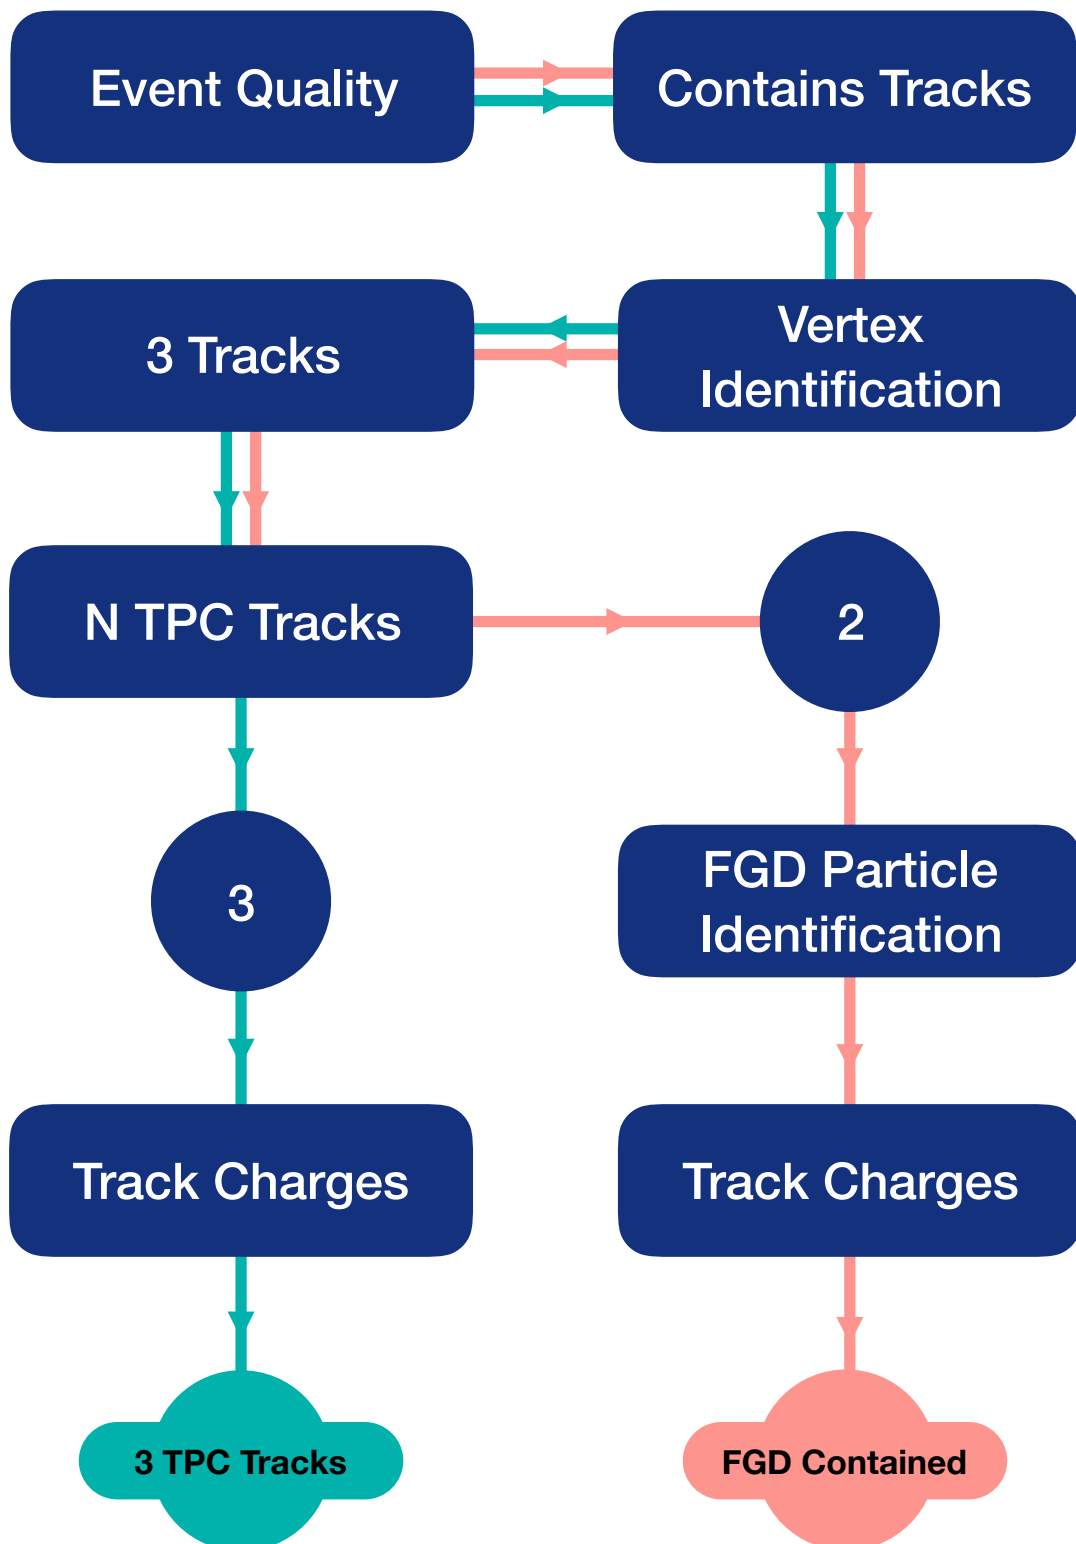 Event Quality
Contains Tracks
3 Tracks
Vertex
Identification
N TPC Tracks
2
3
FGD Particle
Identification
Track Charges
Track Charges
3 TPC Tracks
FGD Contained